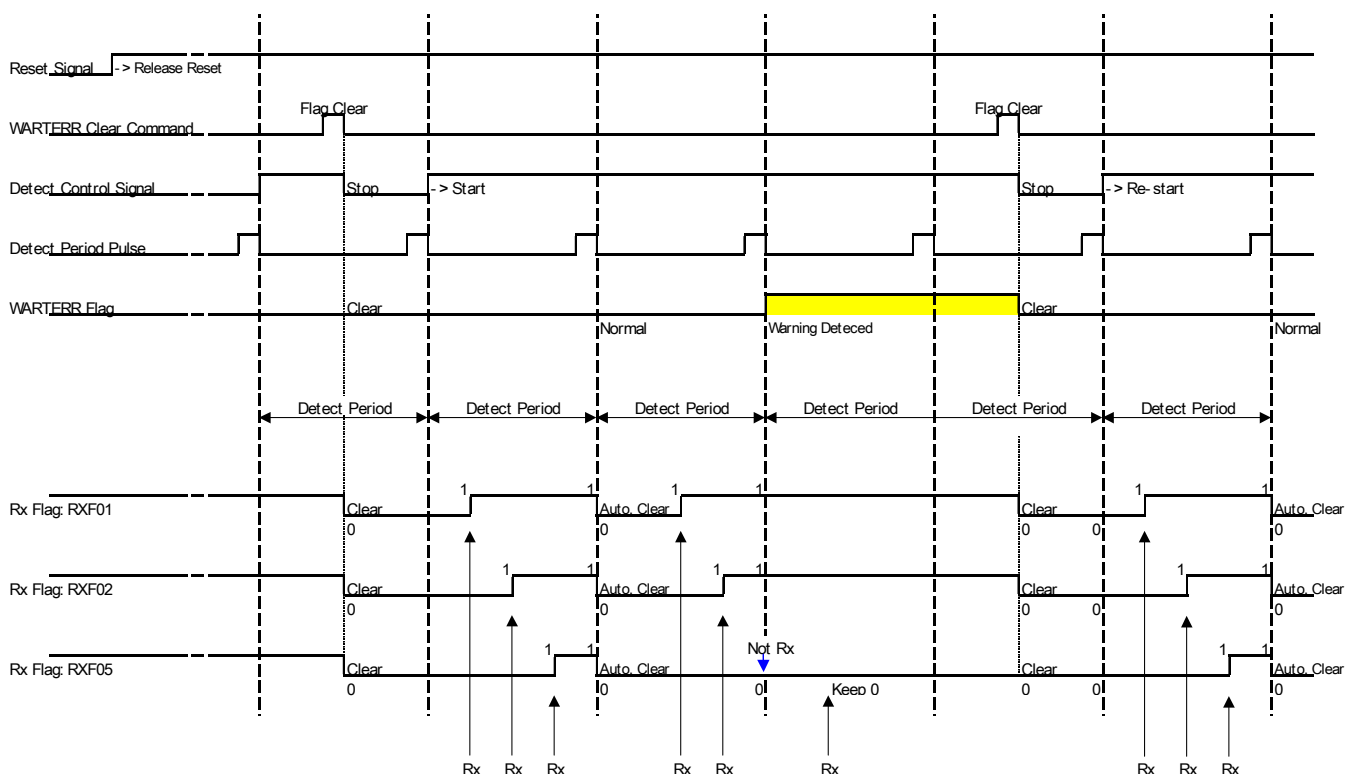 Reset Signal -> Release Reset
Flag Clear Flag Clear
WARTERR Clear Command
Detect Control Signal Stop -> Start Stop -> Re-start
Detect Period Pulse
WARTERR Flag Clear Clear
Normal Warning Deteced Normal
Detect Period Detect Period Detect Period Detect Period Detect Period Detect Period
1 1 1 1 1 1
Rx Flag: RXF01 Clear Auto. Clear Clear Auto. Clear
0 0 0 0 0
1 1 1 1 1 1
Rx Flag: RXF02 Clear Auto. Clear Clear Auto. Clear
0 0 0 0 0
1 1 Not Rx 1 1
Rx Flag: RXF05 Clear Auto. Clear Clear Auto. Clear
0 0 0 Keep 0 0 0 0
Rx Rx Rx Rx Rx Rx Rx Rx Rx